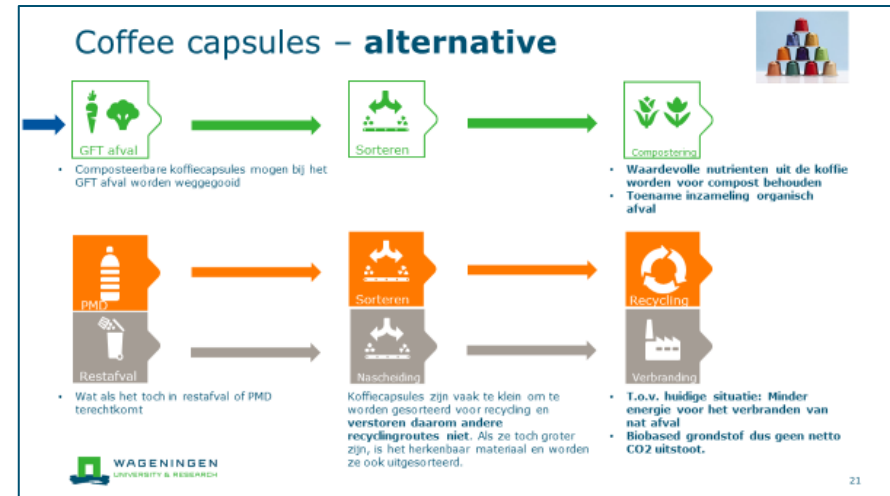 Coffee capsules – alternative
GFT afval
Sorteren
Compostering
• Composteerbare koffiecapsules mogen bij het
GFT afval worden weggegooid
• Waardevolle nutrienten uit de koffie
worden voor compost behouden
• Toename inzameling organisch
afval
PMD
Sorteren
Recycling
Restafval
Nascheiding
Verbranding
• Wat als het toch in restafval of PMD
terechtkomt
Koffiecapsules zijn vaak te klein om te
worden gesorteerd voor recycling en
verstoren daarom andere
recyclingroutes niet. Als ze toch groter
zijn, is het herkenbaar materiaal en worden
ze ook uitgesorteerd.
• T.o.v. huidige situatie: Minder
energie voor het verbranden van
nat afval
• Biobased grondstof dus geen netto
CO2 uitstoot.
WAGENINGEN
UNIVERSITY & RESEARCH
21